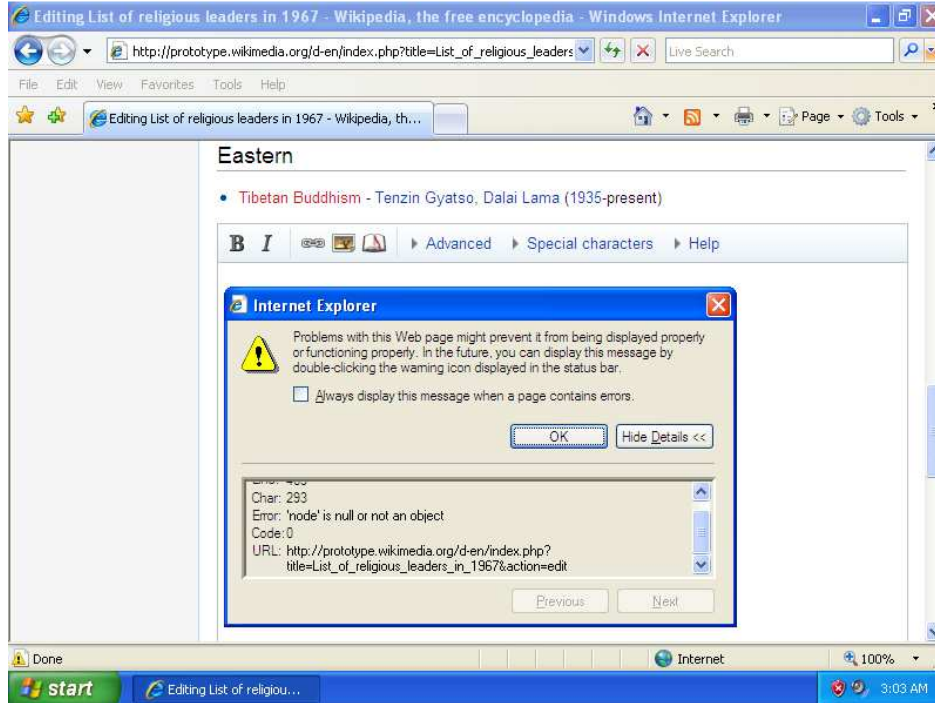 Editing List of religious leaders in 1967 - Wikipedia, the free encyclopedia - Windows Internet Explorer
http://prototype.wikimedia.org/d-en/index.php?title=List_of_religious_leaders
Live Search
File Edit View Favorites Tools Help
Editing List of religious leaders in 1967 - Wikipedia, th...
Page Tools
Eastern
Tibetan Buddhism - Tenzin Gyatso, Dalai Lama (1935-present)
B I Advanced Special characters Help
Internet Explorer
Problems with this Web page might prevent it from being displayed properly
or functioning properly. In the future, you can display this message by
double-clicking the warning icon displayed in the status bar.
Always display this message when a page contains errors.
OK Hide Details <<
Char: 293
Error: 'node' is null or not an object
Code: 0
URL: http://prototype.wikimedia.org/d-en/index.php?
title=List_of_religious_leaders_in_1967&action=edit
Previous Next
Done Internet 100%
start Editing List of religiou... 3:03 AM